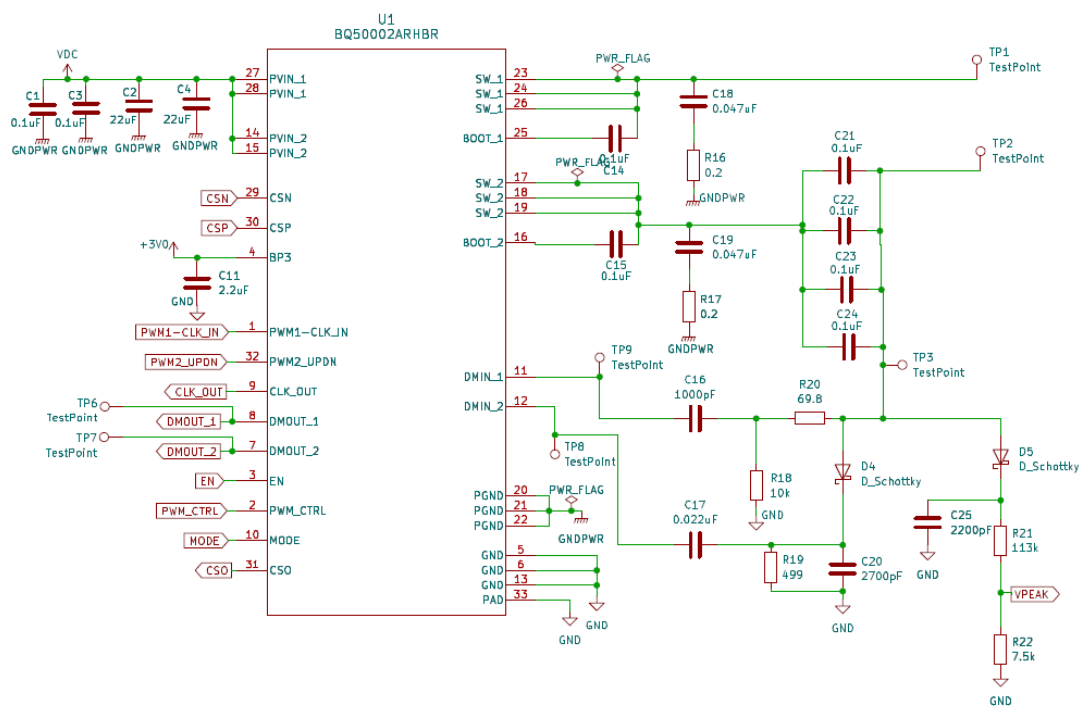 U1
BQ50002ARHBR
VDC
C1
0.1uF
GNDPWR
C3
0.1uF
GNDPWR
C2
22uF
GNDPWR
C4
22uF
GNDPWR
27 PVIN_1
28 PVIN_1
14 PVIN_2
15 PVIN_2
CSN 29 CSN
CSP 30 CSP
+3V0
4 BP3
C11
2.2uF
GND
PWM1-CLK_IN 1 PWM1-CLK_IN
PWM2_UPDN 32 PWM2_UPDN
CLK_OUT 9 CLK_OUT
TP6
TestPoint
DMOUT_1 8 DMOUT_1
TP7
TestPoint
DMOUT_2 7 DMOUT_2
EN 3 EN
PWM_CTRL 2 PWM_CTRL
MODE 10 MODE
CSO 31 CSO
SW_1 23
SW_1 24
SW_1 26
BOOT_1 25
SW_2 17
SW_2 18
SW_2 19
BOOT_2 16
DMIN_1 11
DMIN_2 12
PGND 20
PGND 21
PGND 22
GND 5
GND 6
GND 13
PAD 33
PWR_FLAG
TP1
TestPoint
C18
0.047uF
0.1uF
C14
R16
0.2
GNDPWR
PWR_FLAG
C15
0.1uF
C19
0.047uF
R17
0.2
GNDPWR
C21
0.1uF
TP2
TestPoint
C22
0.1uF
C23
0.1uF
C24
0.1uF
TP3
TestPoint
TP9
TestPoint
C16
1000pF
R20
69.8
TP8
TestPoint
R18
10k
GND
D4
D_Schottky
D5
D_Schottky
PWR_FLAG
GNDPWR
C17
0.022uF
R19
499
C20
2700pF
GND
C25
2200pF
GND
R21
113k
VPEAK
R22
7.5k
GND
GND
GND